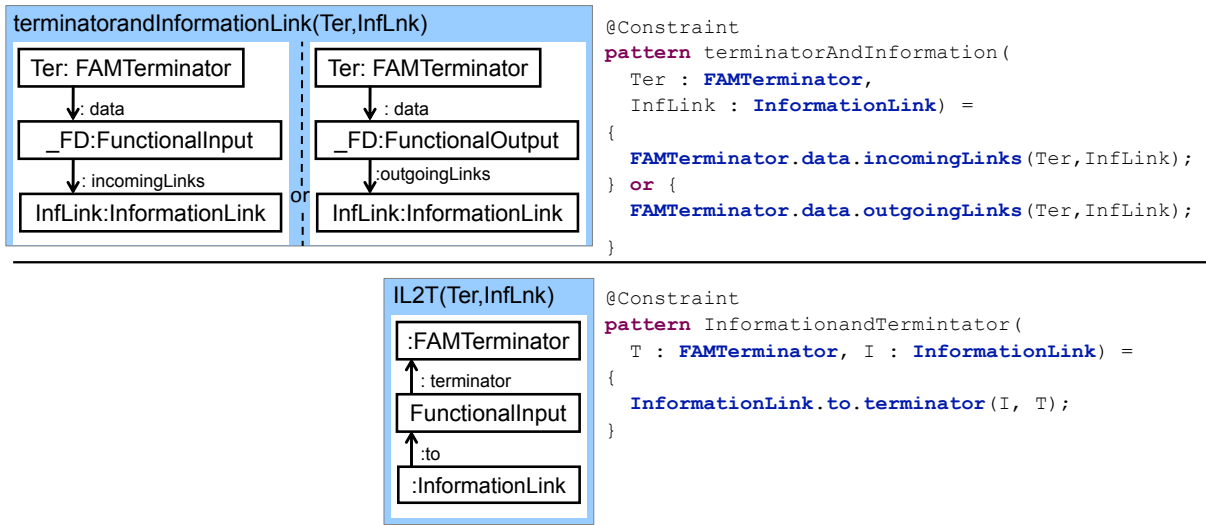 terminatorandInformationLink(Ter,InfLnk)
Ter: FAMTerminator
: data
_FD:FunctionalInput
: incomingLinks
InfLink:InformationLink
or
Ter: FAMTerminator
: data
_FD:FunctionalOutput
:outgoingLinks
InfLink:InformationLink
@Constraint
pattern terminatorAndInformation(
Ter : FAMTerminator,
InfLink : InformationLink) =
{
FAMTerminator.data.incomingLinks(Ter,InfLink);
} or {
FAMTerminator.data.outgoingLinks(Ter,InfLink);
}
IL2T(Ter,InfLnk)
:FAMTerminator
: terminator
FunctionalInput
:to
:InformationLink
@Constraint
pattern InformationandTermintator(
T : FAMTerminator, I : InformationLink) =
{
InformationLink.to.terminator(I, T);
}